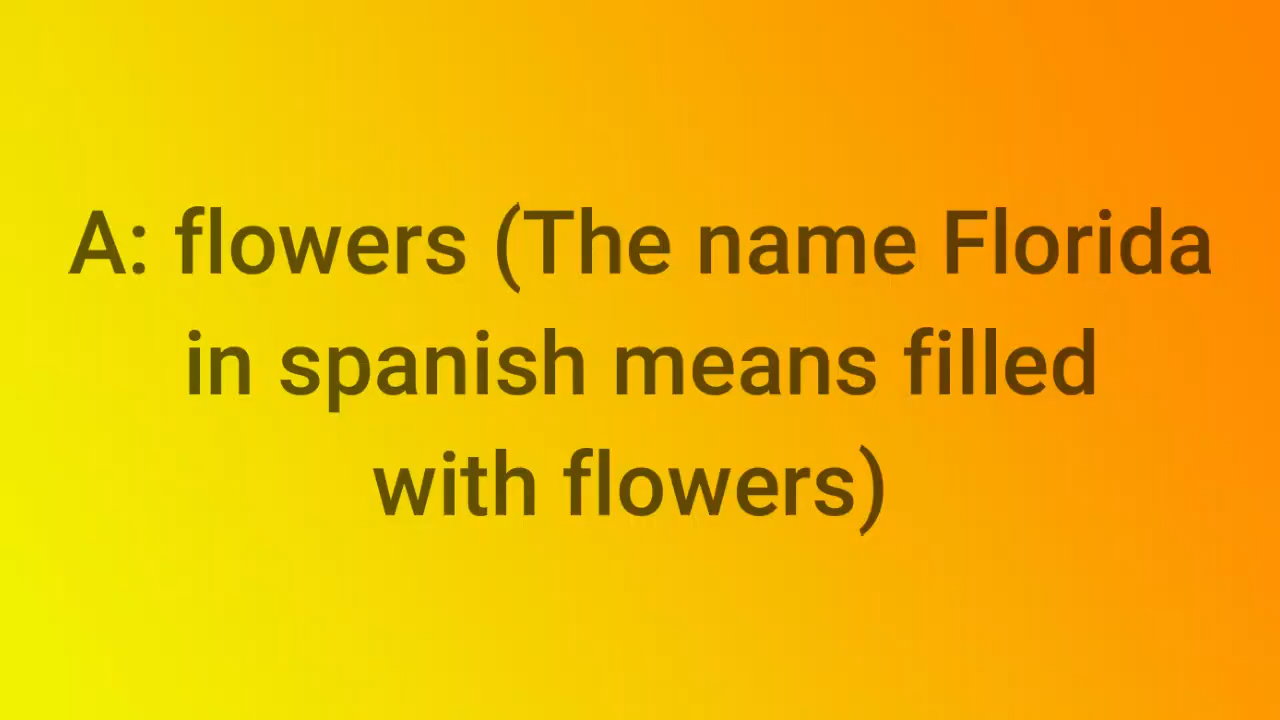 A: flowers (The name Florida
in spanish means filled
with flowers)